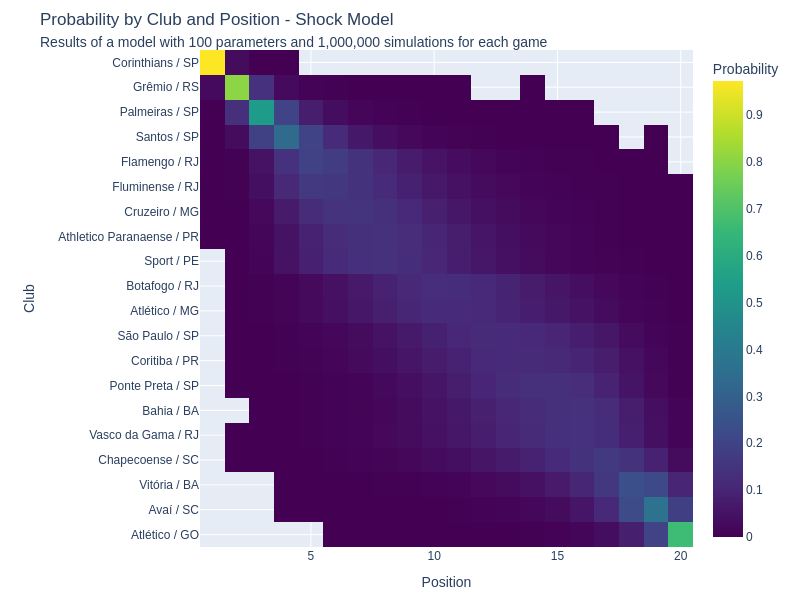 Probability by Club and Position - Shock Model
Results of a model with 100 parameters and 1,000,000 simulations for each game
Probability
Corinthians / SP
Grêmio / RS
Palmeiras / SP
Santos / SP
Flamengo / RJ
Fluminense / RJ
Cruzeiro / MG
Athletico Paranaense / PR
Sport / PE
Botafogo / RJ
Atlético / MG
São Paulo / SP
Coritiba / PR
Ponte Preta / SP
Bahia / BA
Vasco da Gama / RJ
Chapecoense / SC
Vitória / BA
Avaí / SC
Atlético / GO
Club
5
10
15
20
Position
0.9
0.8
0.7
0.6
0.5
0.4
0.3
0.2
0.1
0